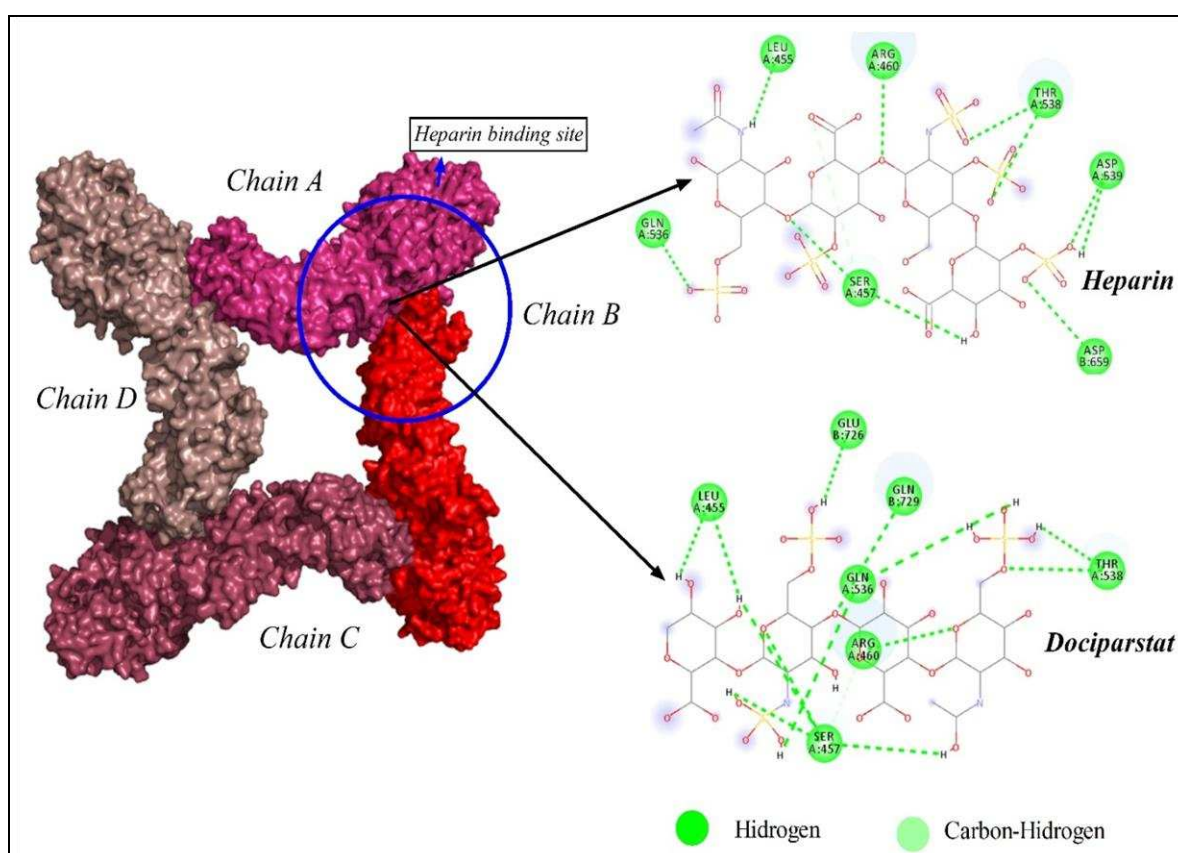 Heparin binding site
Chain A
Chain B
Chain D
Chain C
LEU
A:455
ARG
A:460
THR
A:538
ASP
A:639
GLN
A:536
SER
A:457
ASP
B:659
Heparin
GLU
B:726
LEU
A:455
GLN
B:729
GLN
A:536
THR
A:538
ARG
A:460
SER
A:457
Dociparstat
Hidrogen
Carbon-Hidrogen